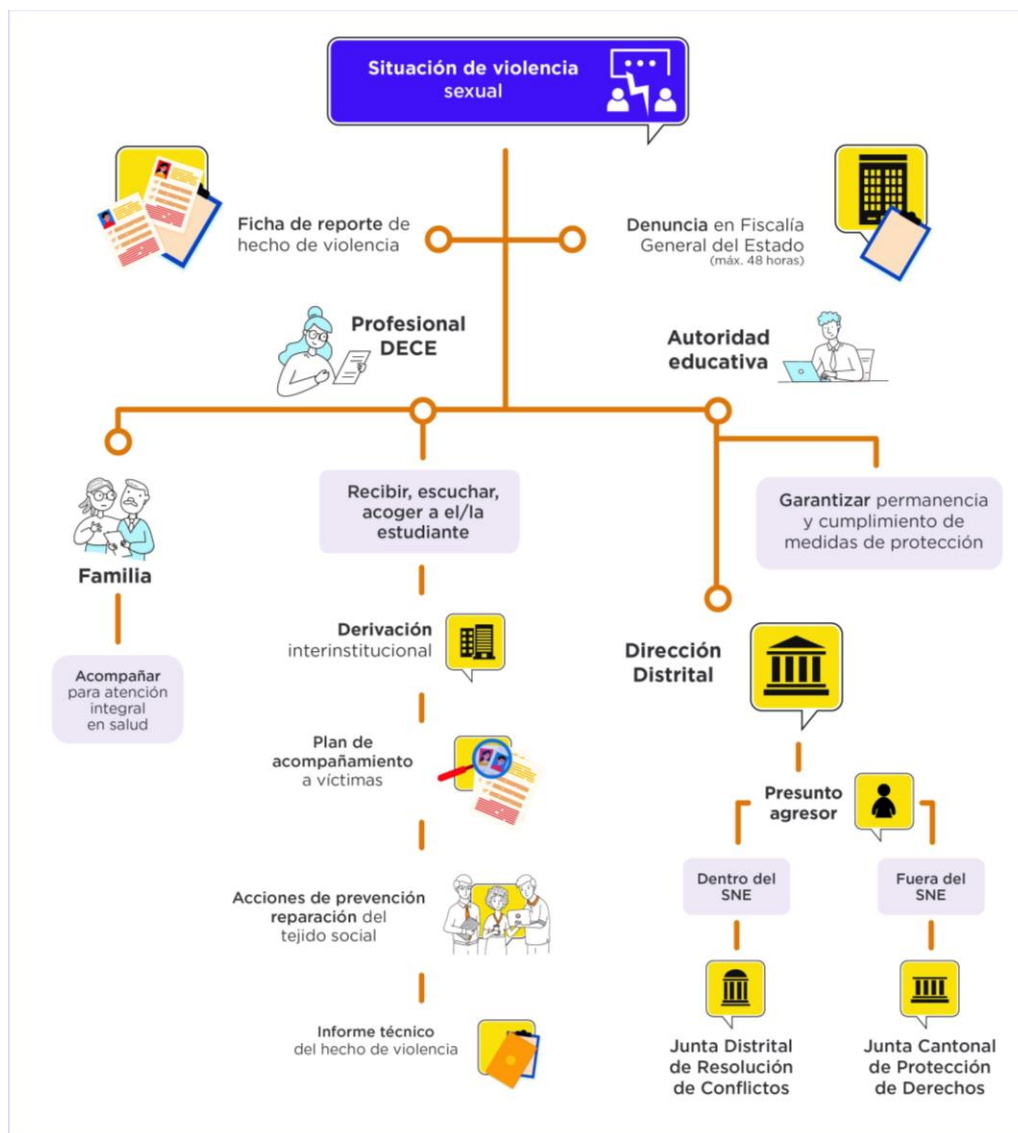 Situación de violencia
sexual
Ficha de reporte de
hecho de violencia
Denuncia en Fiscalía
General del Estado
(máx. 48 horas)
Profesional
DECE
Autoridad
educativa
Familia
Acompañar
para atención
integral
en salud
Recibir, escuchar,
acoger a el/la
estudiante
Derivación
interinstitucional
Plan de
acompañamiento
a víctimas
Acciones de prevención
reparación del
tejido social
Informe técnico
del hecho de violencia
Garantizar permanencia
y cumplimiento de
medidas de protección
Dirección
Distrital
Presunto
agresor
Dentro del
SNE
Fuera del
SNE
Junta Distrital
de Resolución
de Conflictos
Junta Cantonal
de Protección
de Derechos